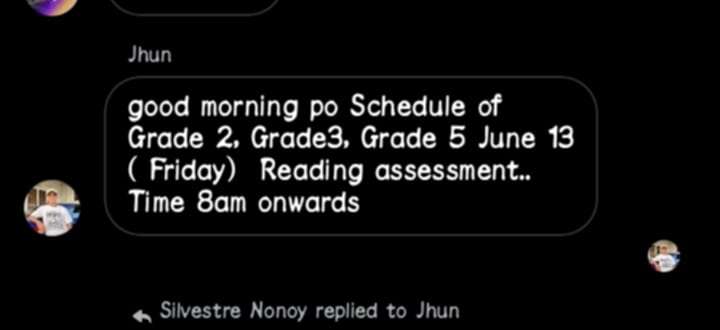 Jhun
good morning po Schedule of
Grade 2, Grade3, Grade 5 June 13
( Friday)  Reading assessment..
Time 8am onwards
Silvestre Nonoy replied to Jhun